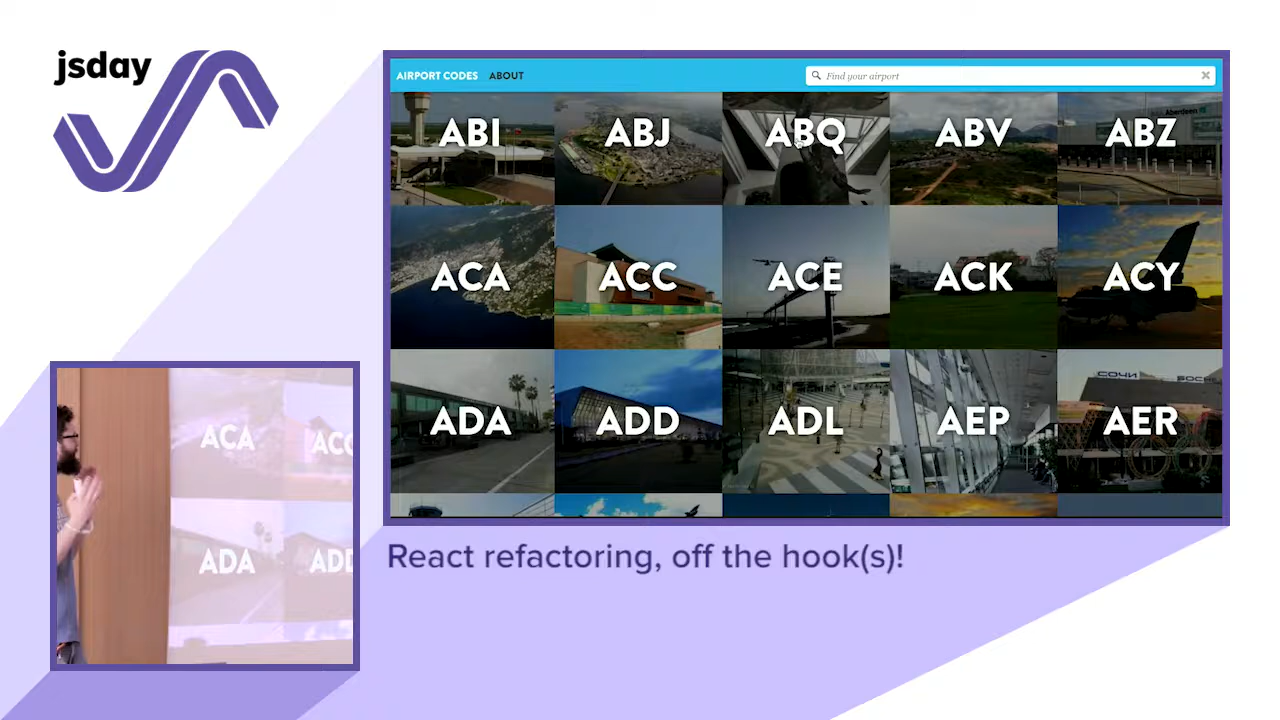 jsday
AIRPORT CODES ABOUT
Find your airport
ABI ABJ ABQ ABV ABZ
Aberdeen
ACA ACC ACE ACK ACY
ADA ADD ADL AEP AER
СОЧИ
ACA ACC
ADA ADD
React refactoring, off the hook(s)!